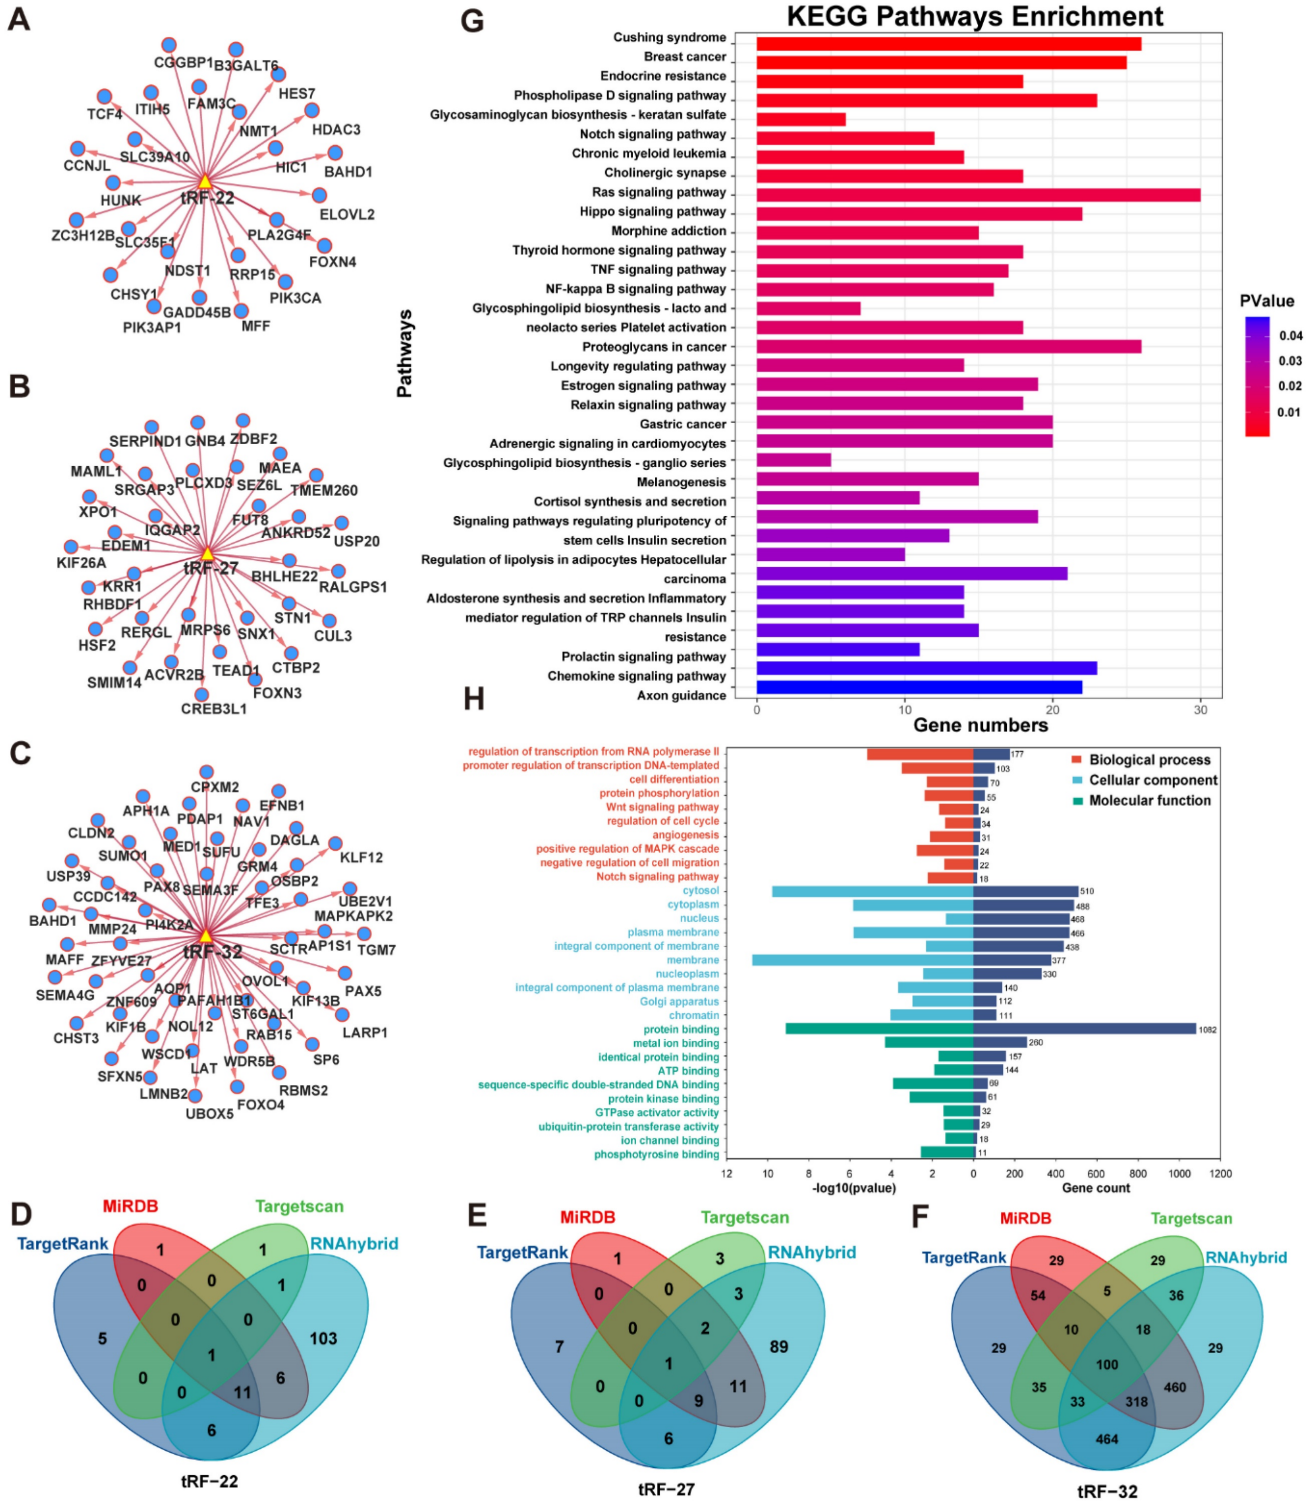 A
CGGBP1
B3GALT6
HES7
TCF4
ITIH5
FAM3C
NMT1
HDAC3
CCNJL
SLC39A10
HIC1
BAHD1
HUNK
tRF-22
ELOVL2
ZC3H12B
SLC35F1
PLA2G4F
FOXN4
NDST1
RRP15
CHSY1
PIK3CA
PIK3AP1
GADD45B
MFF
B
SERPIND1
GNB4
ZDBF2
MAML1
SRGAP3
PLCXD3
SEZ6L
MAEA
TMEM260
XPO1
IQGAP2
FUT8
ANKRD52
USP20
EDEM1
KIF26A
tRF-27
BHLHE22
RALGPS1
KRR1
RHBDF1
STN1
HSF2
RERGL
MRPS6
SNX1
CUL3
SMIM14
ACVR2B
TEAD1
CTBP2
FOXN3
CREB3L1
C
CPXM2
EFNB1
APH1A
PDAP1
NAV1
CLDN2
SUMO1
MED1
SUFU
DAGLA
KLF12
USP39
CCDC142
PAX8
SEMA3F
GRM4
OSBP2
TFE3
UBE2V1
BAHD1
MMP24
PI4K2A
MAPKAPK2
tRF-32
SCTR
AP1S1
TGM7
MAFF
ZFYVE27
SEMA4G
AQP1
OVOL1
PAX5
ZNF609
PAFAH1B1
KIF13B
CHST3
KIF1B
NOL12
ST6GAL1
LARP1
WSCD1
RAB15
SFXN5
LAT
WDR5B
SP6
LMNB2
RBMS2
UBOX5
FOXO4
G
KEGG Pathways Enrichment
Pathways
Cushing syndrome
Breast cancer
Endocrine resistance
Phospholipase D signaling pathway
Glycosaminoglycan biosynthesis - keratan sulfate
Notch signaling pathway
Chronic myeloid leukemia
Cholinergic synapse
Ras signaling pathway
Hippo signaling pathway
Morphine addiction
Thyroid hormone signaling pathway
TNF signaling pathway
NF-kappa B signaling pathway
Glycosphingolipid biosynthesis - lacto and
neolacto series Platelet activation
Proteoglycans in cancer
Longevity regulating pathway
Estrogen signaling pathway
Relaxin signaling pathway
Gastric cancer
Adrenergic signaling in cardiomyocytes
Glycosphingolipid biosynthesis - ganglio series
Melanogenesis
Cortisol synthesis and secretion
Signaling pathways regulating pluripotency of
stem cells Insulin secretion
Regulation of lipolysis in adipocytes Hepatocellular
carcinoma
Aldosterone synthesis and secretion Inflammatory
mediator regulation of TRP channels Insulin
resistance
Prolactin signaling pathway
Chemokine signaling pathway
Axon guidance
0 10 20 30
Gene numbers
PValue
0.04
0.03
0.02
0.01
H
regulation of transcription from RNA polymerase II 177
promoter regulation of transcription DNA-templated 103
cell differentiation 70
protein phosphorylation 55
Wnt signaling pathway 24
regulation of cell cycle 34
angiogenesis 31
positive regulation of MAPK cascade 24
negative regulation of cell migration 22
Notch signaling pathway 18
cytosol 510
cytoplasm 488
nucleus 468
plasma membrane 466
integral component of membrane 438
membrane 377
nucleoplasm 330
integral component of plasma membrane 140
Golgi apparatus 112
chromatin 111
protein binding 1082
metal ion binding 260
identical protein binding 157
ATP binding 144
sequence-specific double-stranded DNA binding 69
protein kinase binding 61
GTPase activator activity 32
ubiquitin-protein transferase activity 29
ion channel binding 18
phosphotyrosine binding 11
Biological process
Cellular component
Molecular function
12 10 8 6 4 2 0 200 400 600 800 1000 1200
-log10(pvalue) Gene count
D
MiRDB
Targetscan
TargetRank
RNAhybrid
1 1
0 0 1
0 0
5 103
1
0 0 11 6
6
tRF−22
E
MiRDB
Targetscan
TargetRank
RNAhybrid
1 3
0 0 3
0 2
7 89
1
0 0 9 11
6
tRF−27
F
MiRDB
Targetscan
TargetRank
RNAhybrid
29 29
54 5 36
10 18
29 29
100
35 33 318 460
464
tRF−32